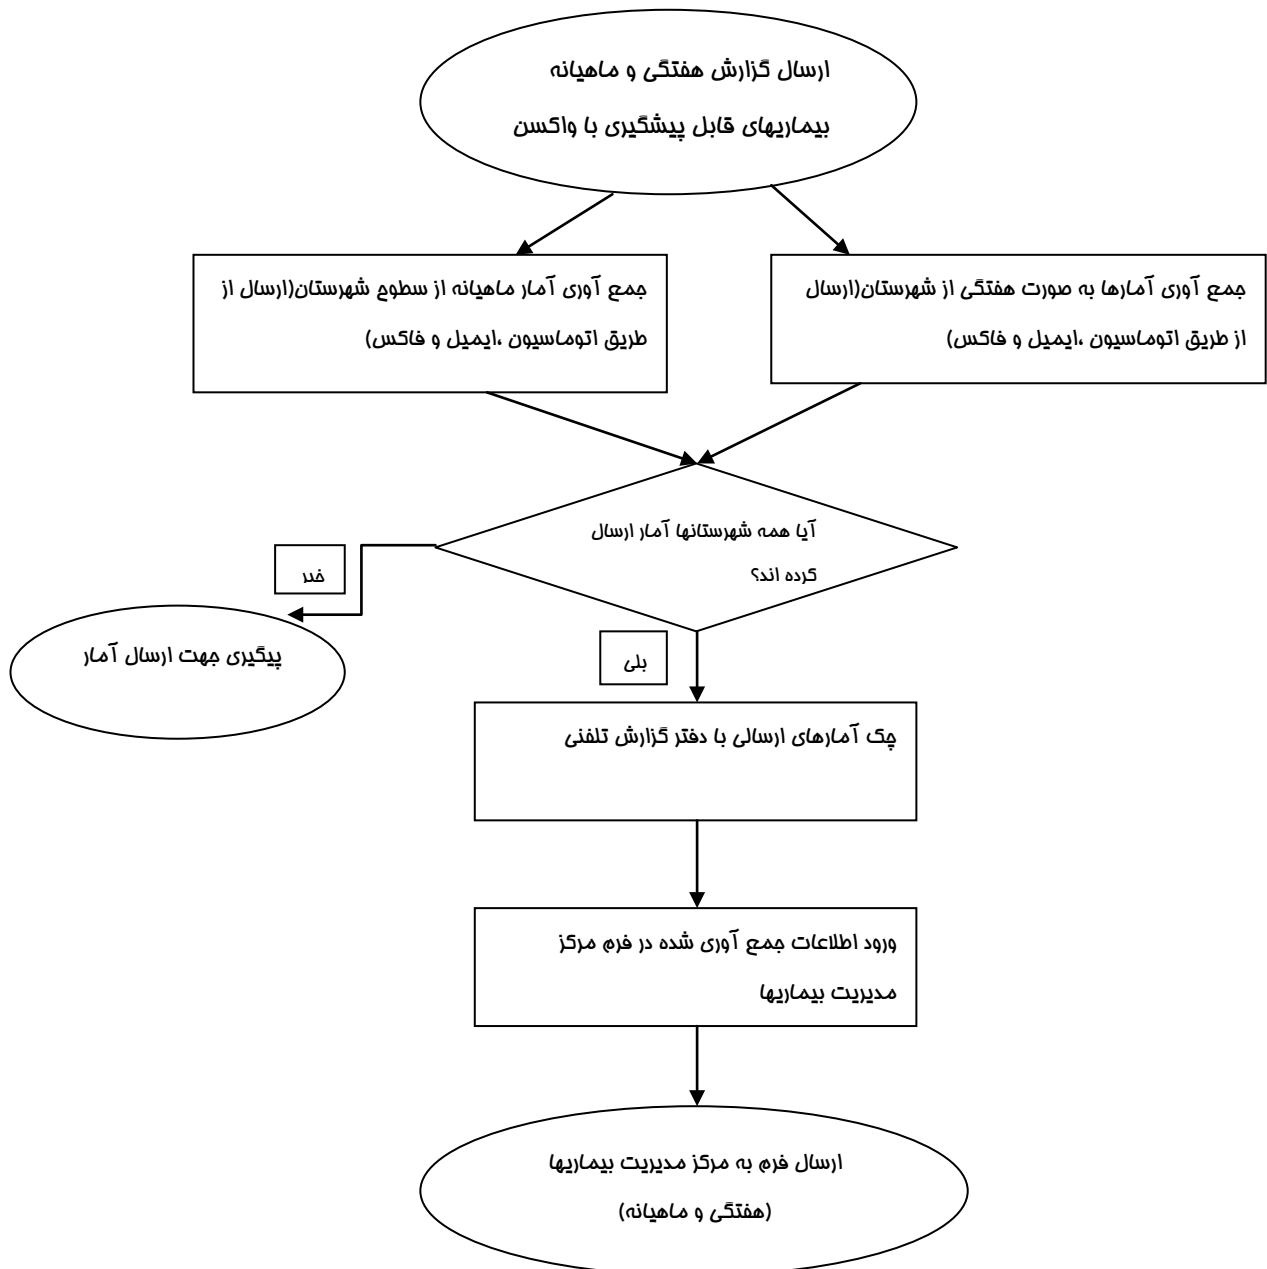 ارسال گزارش هفتگی و ماهیانه
بیماریهای قابل پیشگیری با واکسن
جمع آوری آمارها به صورت هفتگی از شهرستان(ارسال
از طریق اتوماسیون ،ایمیل و فاکس)
جمع آوری آمار ماهیانه از سطوح شهرستان(ارسال از
طریق اتوماسیون ،ایمیل و فاکس)
آیا همه شهرستانها آمار ارسال
کرده اند؟
خیر
پیگیری جهت ارسال آمار
بلی
چک آمارهای ارسالی با دفتر گزارش تلفنی
ورود اطلاعات جمع آوری شده در فرم مرکز
مدیریت بیماریها
ارسال فرم به مرکز مدیریت بیماریها
(هفتگی و ماهیانه)